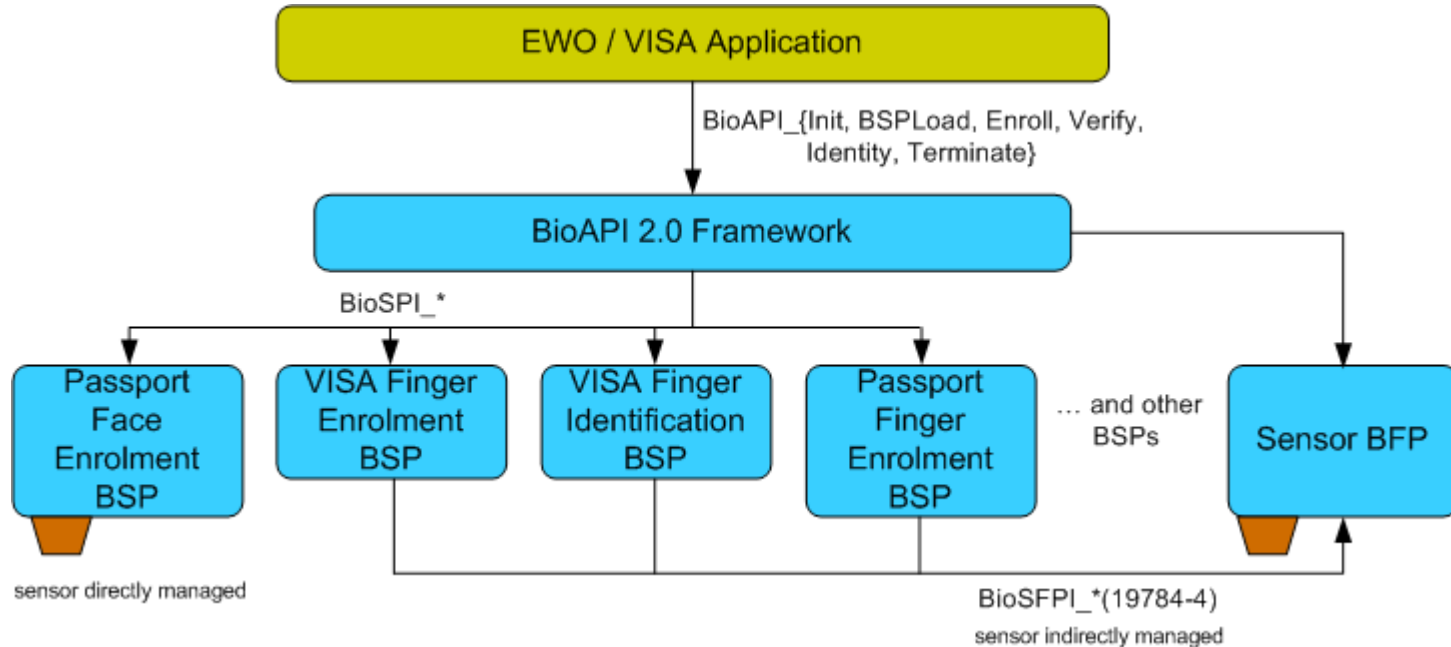 EWO / VISA Application
BioAPI_{Init, BSPLoad, Enroll, Verify,
Identity, Terminate}
BioAPI 2.0 Framework
BioSPI_*
Passport
Face
Enrolment
BSP
VISA Finger
Enrolment
BSP
VISA Finger
Identification
BSP
Passport
Finger
Enrolment
BSP
... and other
BSPs
Sensor BFP
sensor directly managed
BioSFPI_*(19784-4)
sensor indirectly managed